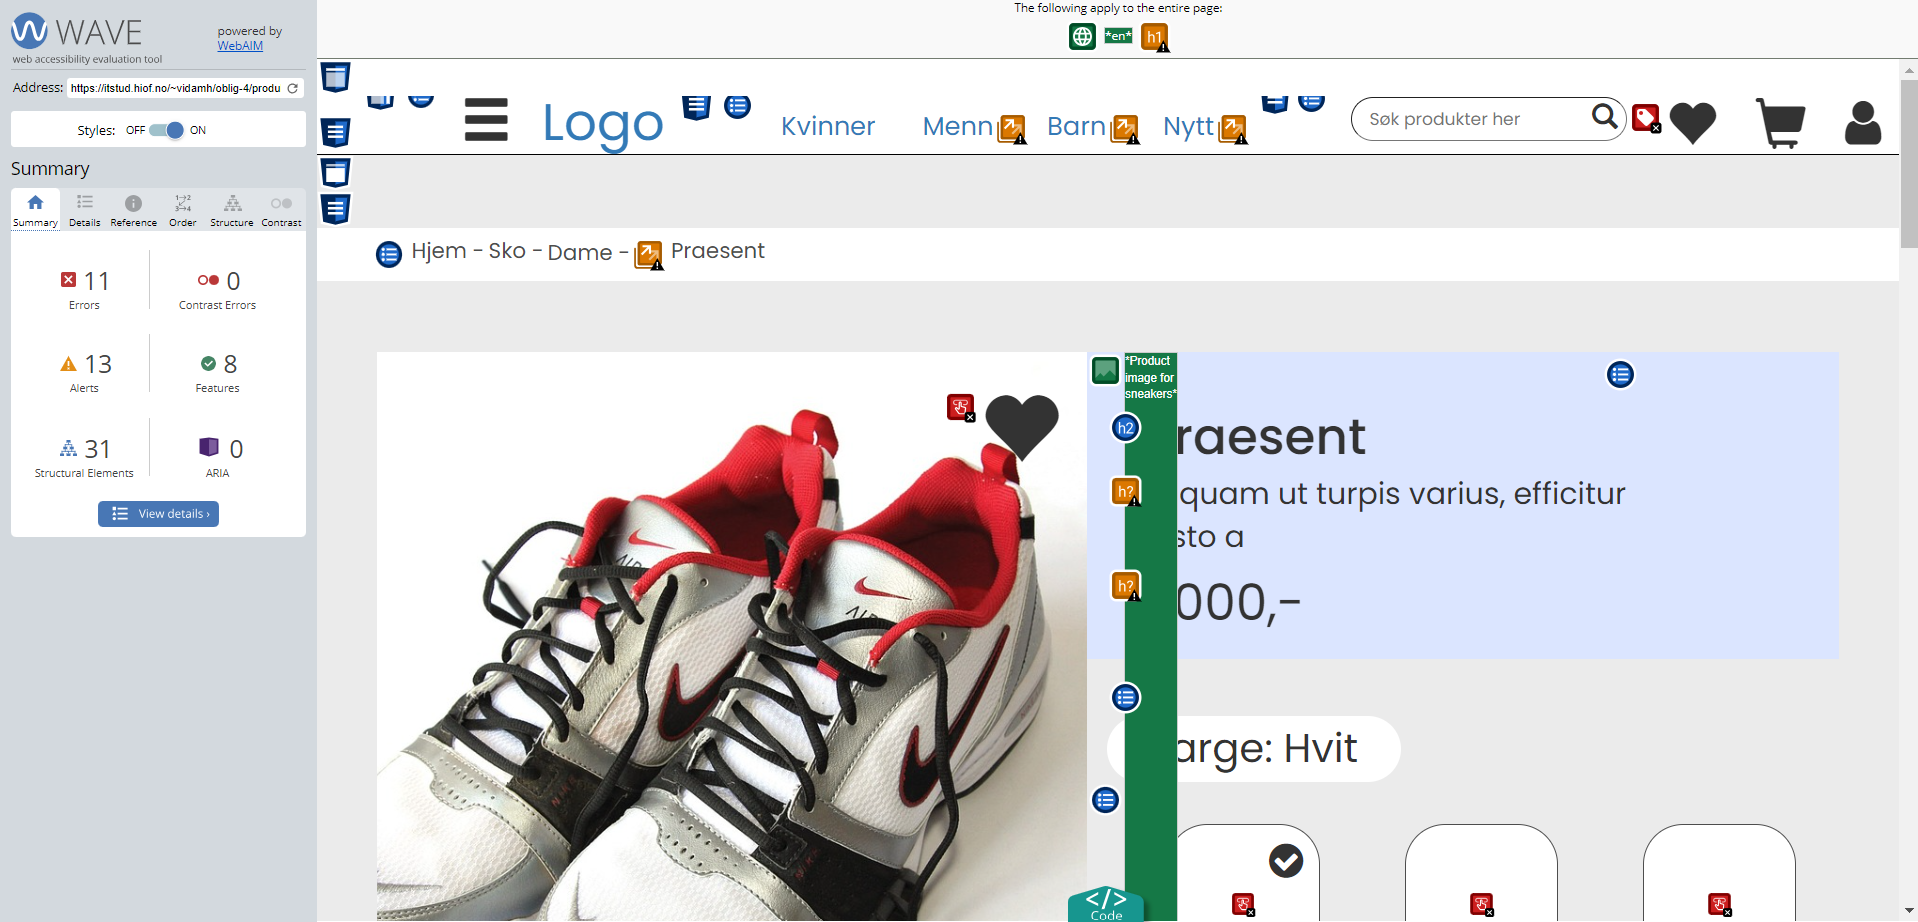 WAVE
web accessibility evaluation tool
powered by
WebAIM
Address: https://itstud.hiof.no/~vidamh/oblig-4/produ
Styles: OFF ON
Summary
Summary Details Reference Order Structure Contrast
11
Errors
0
Contrast Errors
13
Alerts
8
Features
31
Structural Elements
0
ARIA
View details ›
The following apply to the entire page:
*en* h1
Logo
Kvinner Menn Barn Nytt
Søk produkter her
Hjem - Sko - Dame - Praesent
*Product
image for
sneakers*
h2
raesent
h?
quam ut turpis varius, efficitur
sto a
h?
000,-
arge: Hvit
</> 
Code